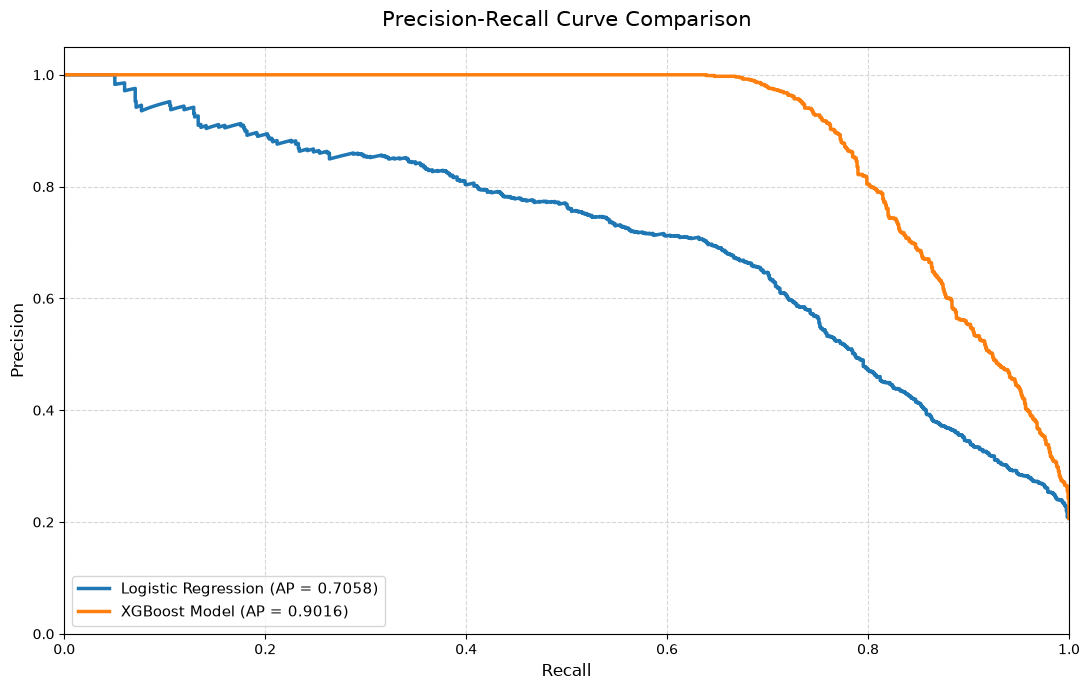 Precision-Recall Curve Comparison
Precision
1.0
0.8
0.6
0.4
0.2
0.0
Logistic Regression (AP = 0.7058)
XGBoost Model (AP = 0.9016)
0.0 0.2 0.4 0.6 0.8 1.0
Recall